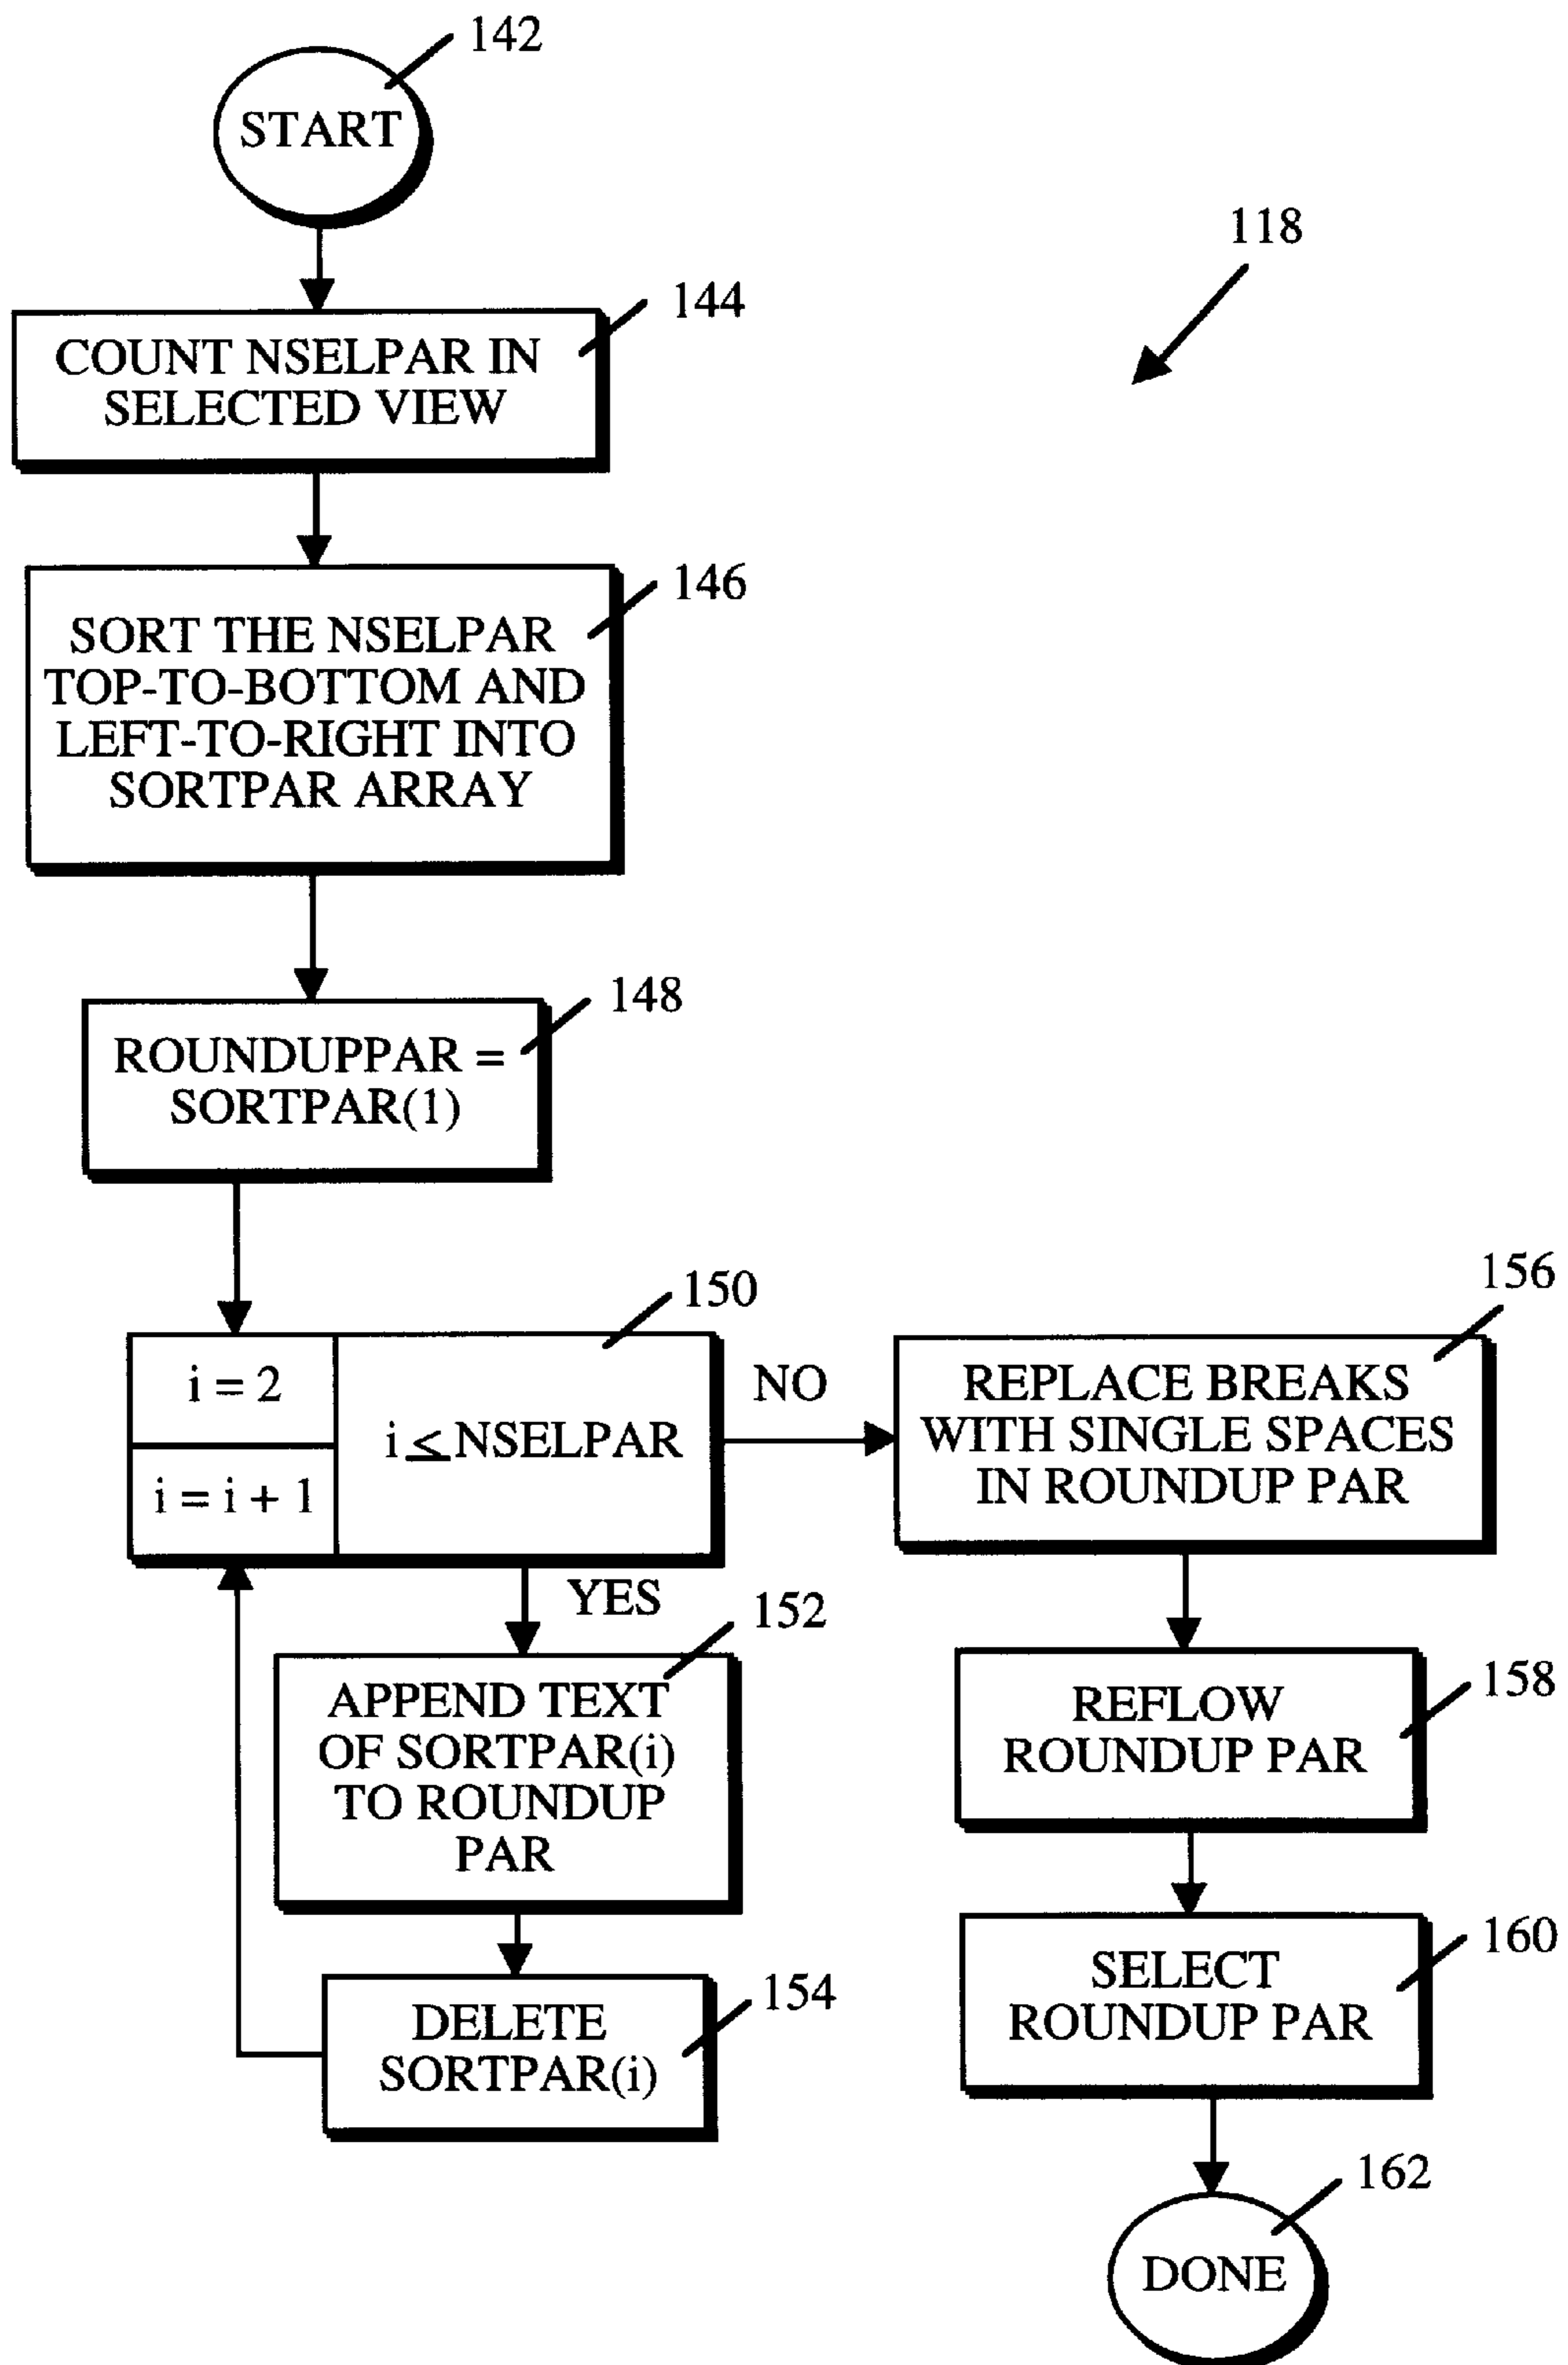 142
START
118
144
COUNT NSELPAR IN
SELECTED VIEW
146
SORT THE NSELPAR
TOP-TO-BOTTOM AND
LEFT-TO-RIGHT INTO
SORTPAR ARRAY
148
ROUNDUPPAR =
SORTPAR(1)
150
i = 2
i = i + 1
i ≤ NSELPAR
NO
YES
152
APPEND TEXT
OF SORTPAR(i)
TO ROUNDUP
PAR
154
DELETE
SORTPAR(i)
156
REPLACE BREAKS
WITH SINGLE SPACES
IN ROUNDUP PAR
158
REFLOW
ROUNDUP PAR
160
SELECT
ROUNDUP PAR
162
DONE